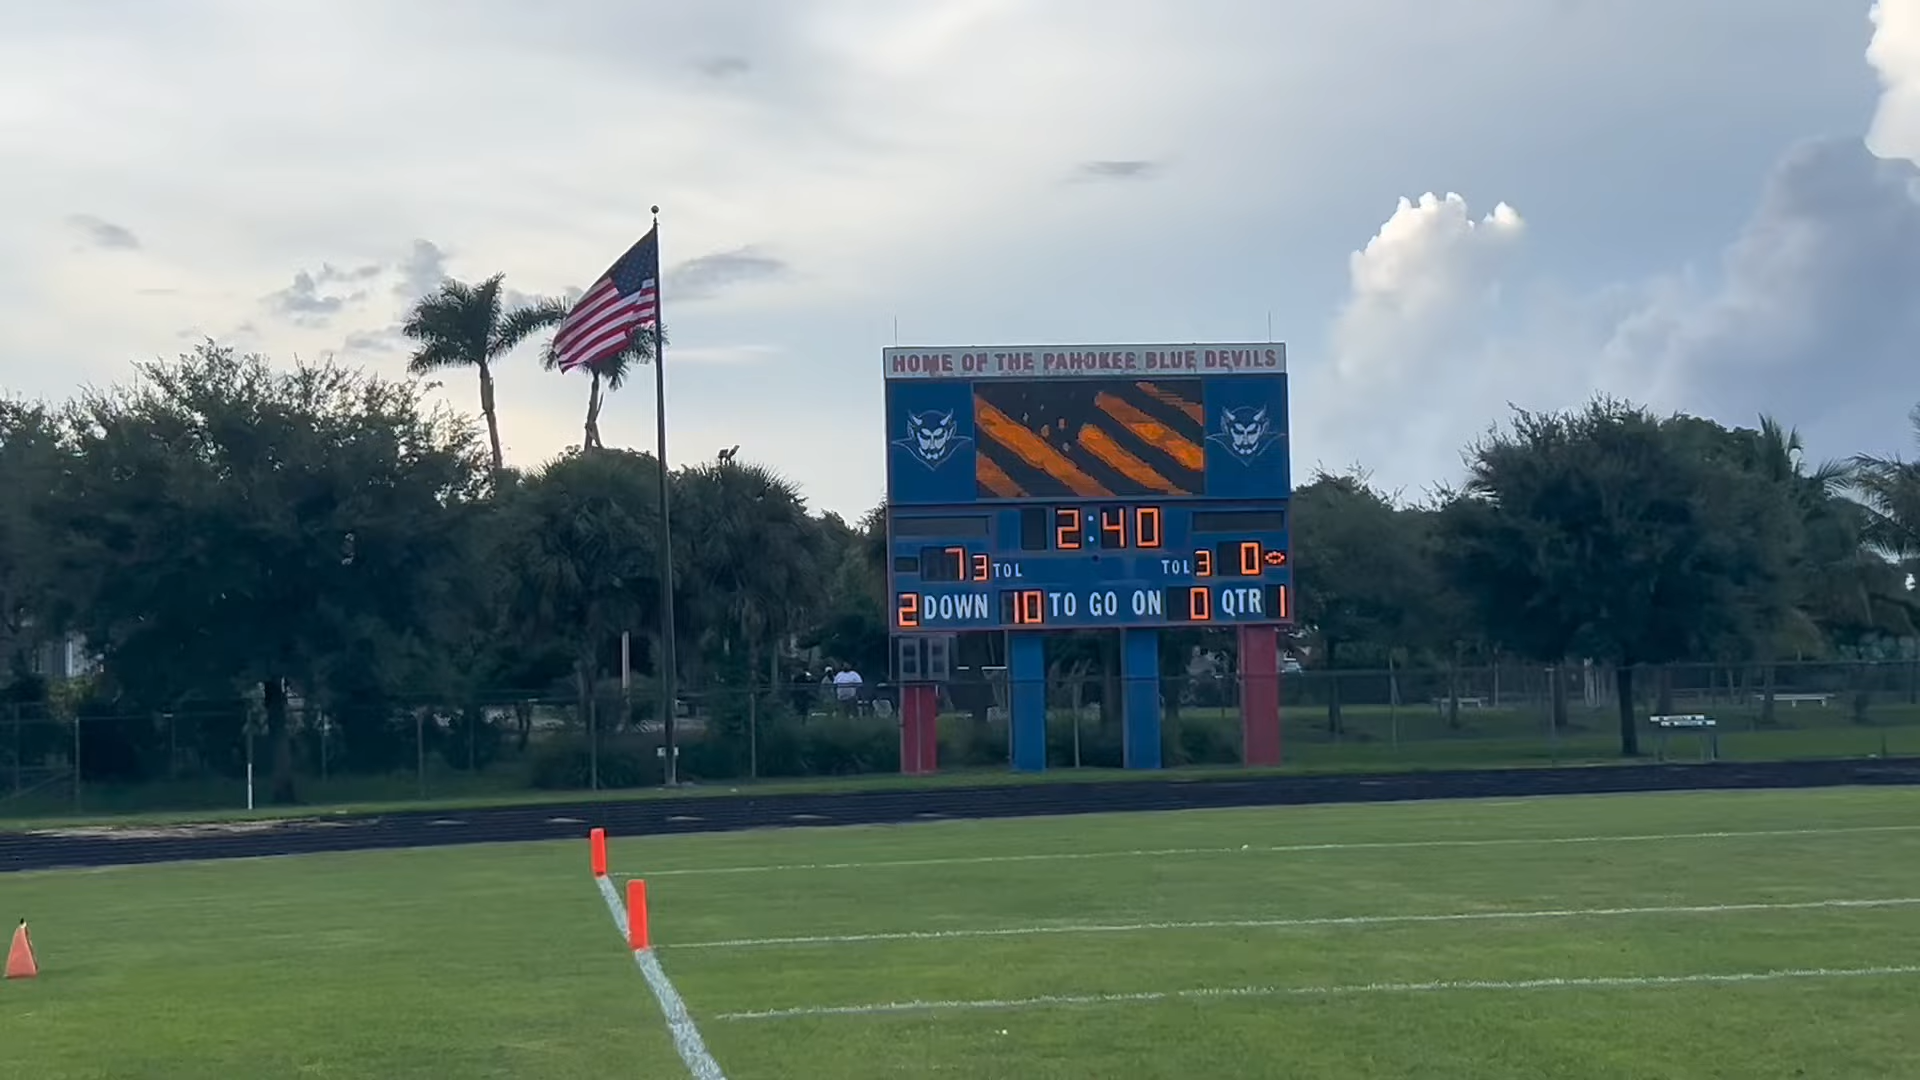 HOME OF THE PAHOKEE BLUE DEVILS
2:40
7 3 TOL TOL 3 0
2 DOWN 10 TO GO ON 0 QTR 1